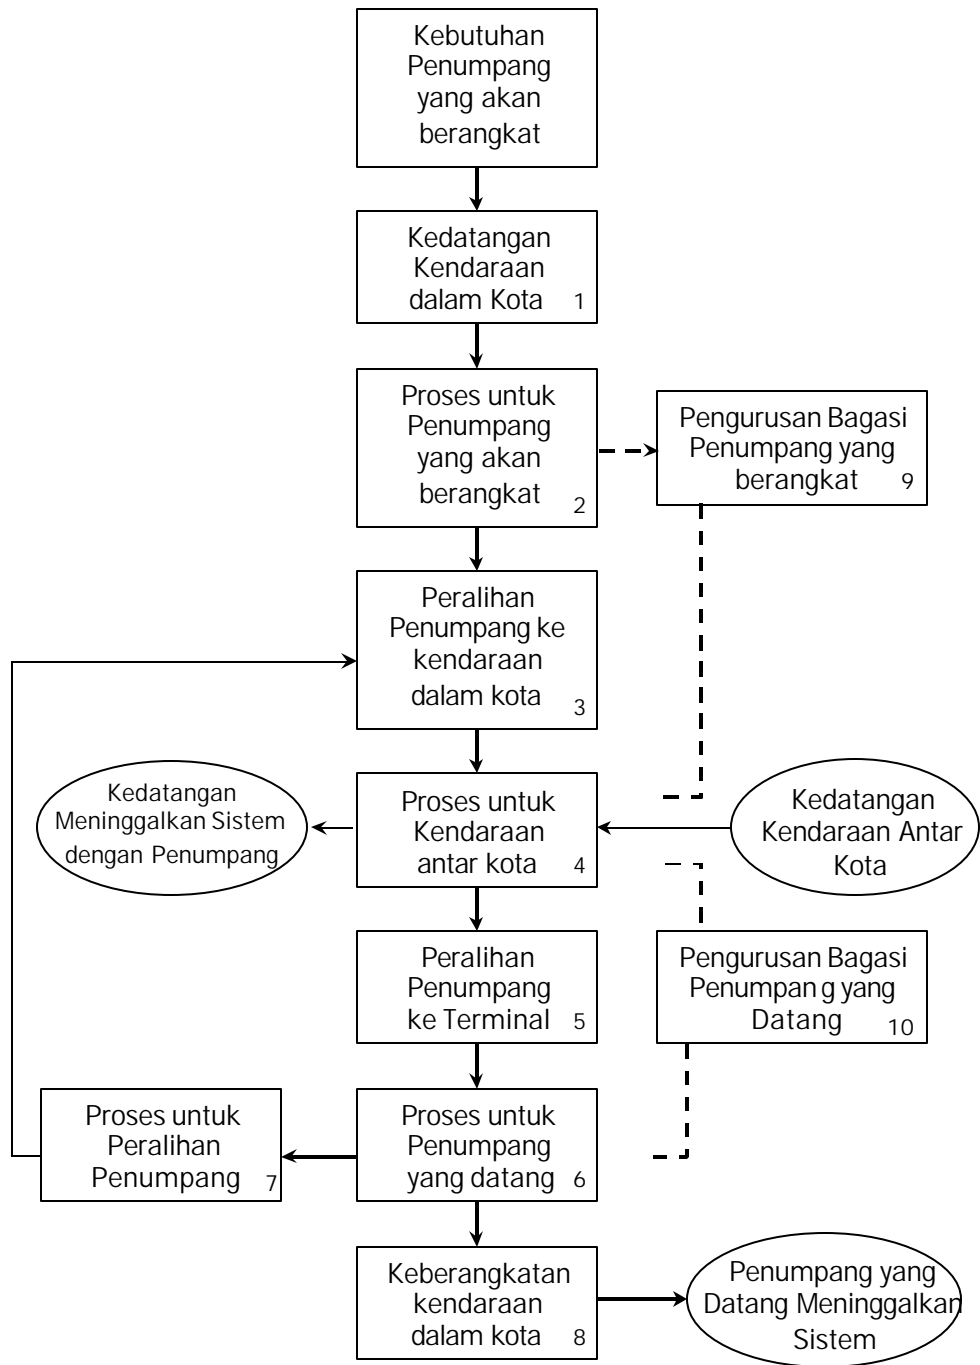 Kebutuhan
Penumpang
yang akan
berangkat
Kedatangan
Kendaraan
dalam Kota 1
Proses untuk
Penumpang
yang akan
berangkat 2
Pengurusan Bagasi
Penumpang yang
berangkat 9
Peralihan
Penumpang ke
kendaraan
dalam kota 3
Kedatangan
Meninggalkan Sistem
dengan Penumpang
Proses untuk
Kendaraan
antar kota 4
Kedatangan
Kendaraan Antar
Kota
Peralihan
Penumpang
ke Terminal 5
Pengurusan Bagasi
Penumpan g yang
Datang 10
Proses untuk
Peralihan
Penumpang 7
Proses untuk
Penumpang
yang datang 6
Keberangkatan
kendaraan
dalam kota 8
Penumpang yang
Datang Meninggalkan
Sistem